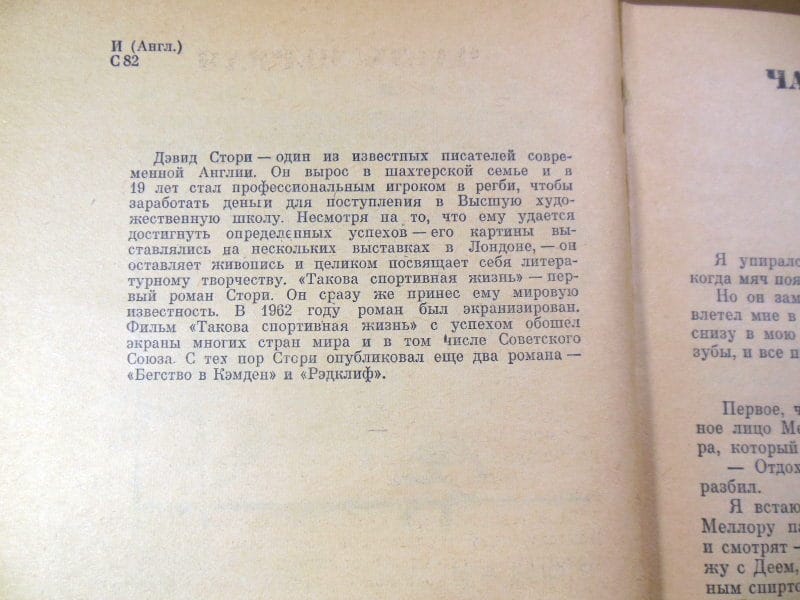 И (Англ.)
С 82
Дэвид Стори — один из известных писателей совре-
менной Англии. Он вырос в шахтерской семье и в
19 лет стал профессиональным игроком в регби, чтобы
заработать деньги для поступления в Высшую худо-
жественную школу. Несмотря на то, что ему удается
достигнуть определенных успехов — его картины вы-
ставлялись на нескольких выставках в Лондоне, — он
оставляет живопись и целиком посвящает себя литера-
турному творчеству. «Такова спортивная жизнь» — пер-
вый роман Стори. Он сразу же принес ему мировую
известность. В 1962 году роман был экранизирован.
Фильм «Такова спортивная жизнь» с успехом обошел
экраны многих стран мира и в том числе Советского
Союза. С тех пор Стори опубликовал еще два романа —
«Бегство в Кэмден» и «Рэдклиф».
ЧА
Я упиралс
когда мяч поя
Но он зам
влетел мне в
снизу в мою
зубы, и все п
Первое, ч
ное лицо Ме
ра, который
— Отдох
разбил.
Я встаю
Меллору па
и смотрят —
жу с Деем,
ным спирто